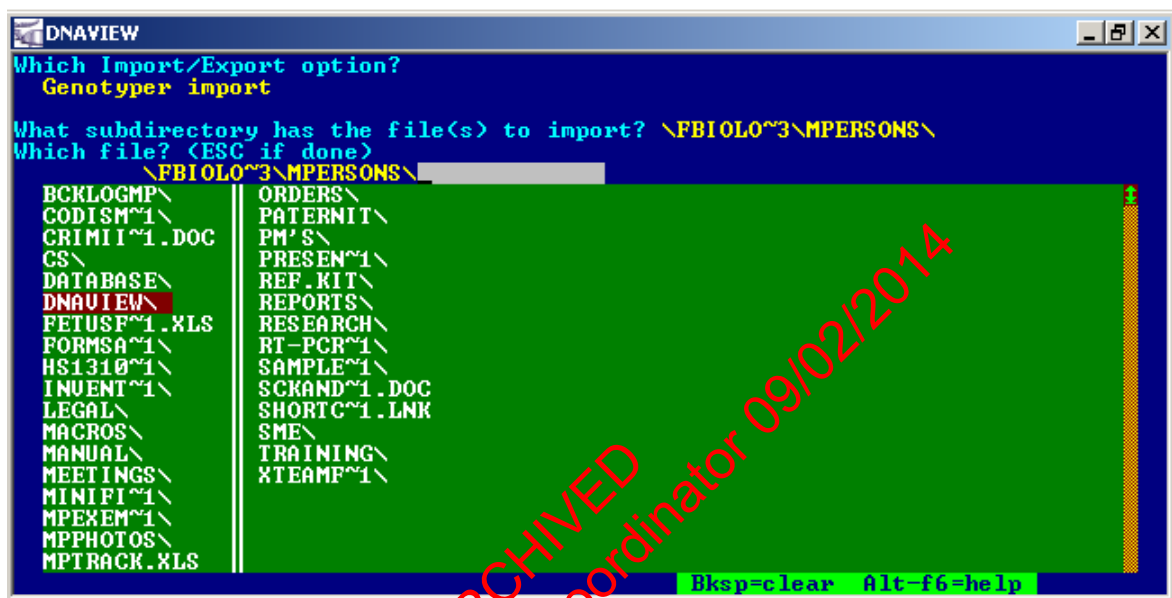 DNAVIEW
Which Import/Export option?
Genotyper import
What subdirectory has the file(s) to import? \FBIOLO~3\MPERSONS\
Which file? (ESC if done)
\FBIOLO~3\MPERSONS\_
BCKLOGMP\
CODISM~1\
CRIMII~1.DOC
CS\
DATABASE\
DNAVIEW\
FETUSF~1.XLS
FORMSA~1\
HS1310~1\
INVENT~1\
LEGAL\
MACROS\
MANUAL\
MEETINGS\
MINIFI~1\
MPEXEM~1\
MPPHOTOS\
MPTRACK.XLS
ORDERS\
PATERNIT\
PM'S\
PRESEN~1\
REF.KIT\
REPORTS\
RESEARCH\
RT-PCR~1\
SAMPLE~1\
SCKAND~1.DOC
SHORTC~1.LNK
SME\
TRAINING\
XTEAMF~1\
Bksp=clear Alt-f6=help
CHIVED
oordinator 09/02/2014